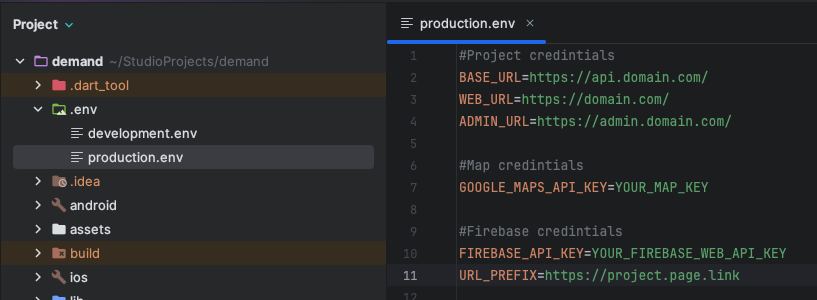 Project
demand ~/StudioProjects/demand
.dart_tool
.env
development.env
production.env
.idea
android
assets
build
ios
lib
production.env
1 #Project credintials
2 BASE_URL=https://api.domain.com/
3 WEB_URL=https://domain.com/
4 ADMIN_URL=https://admin.domain.com/
5
6 #Map credintials
7 GOOGLE_MAPS_API_KEY=YOUR_MAP_KEY
8
9 #Firebase credintials
10 FIREBASE_API_KEY=YOUR_FIREBASE_WEB_API_KEY
11 URL_PREFIX=https://project.page.link
12